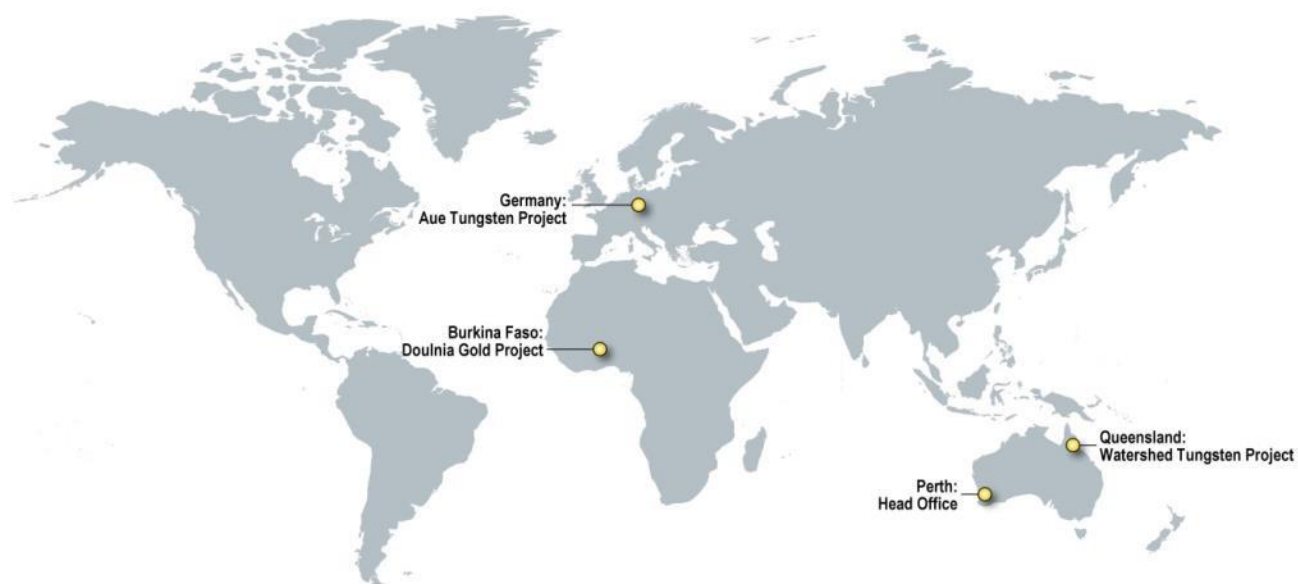 Germany:
Aue Tungsten Project
Burkina Faso:
Doulnia Gold Project
Queensland:
Watershed Tungsten Project
Perth:
Head Office